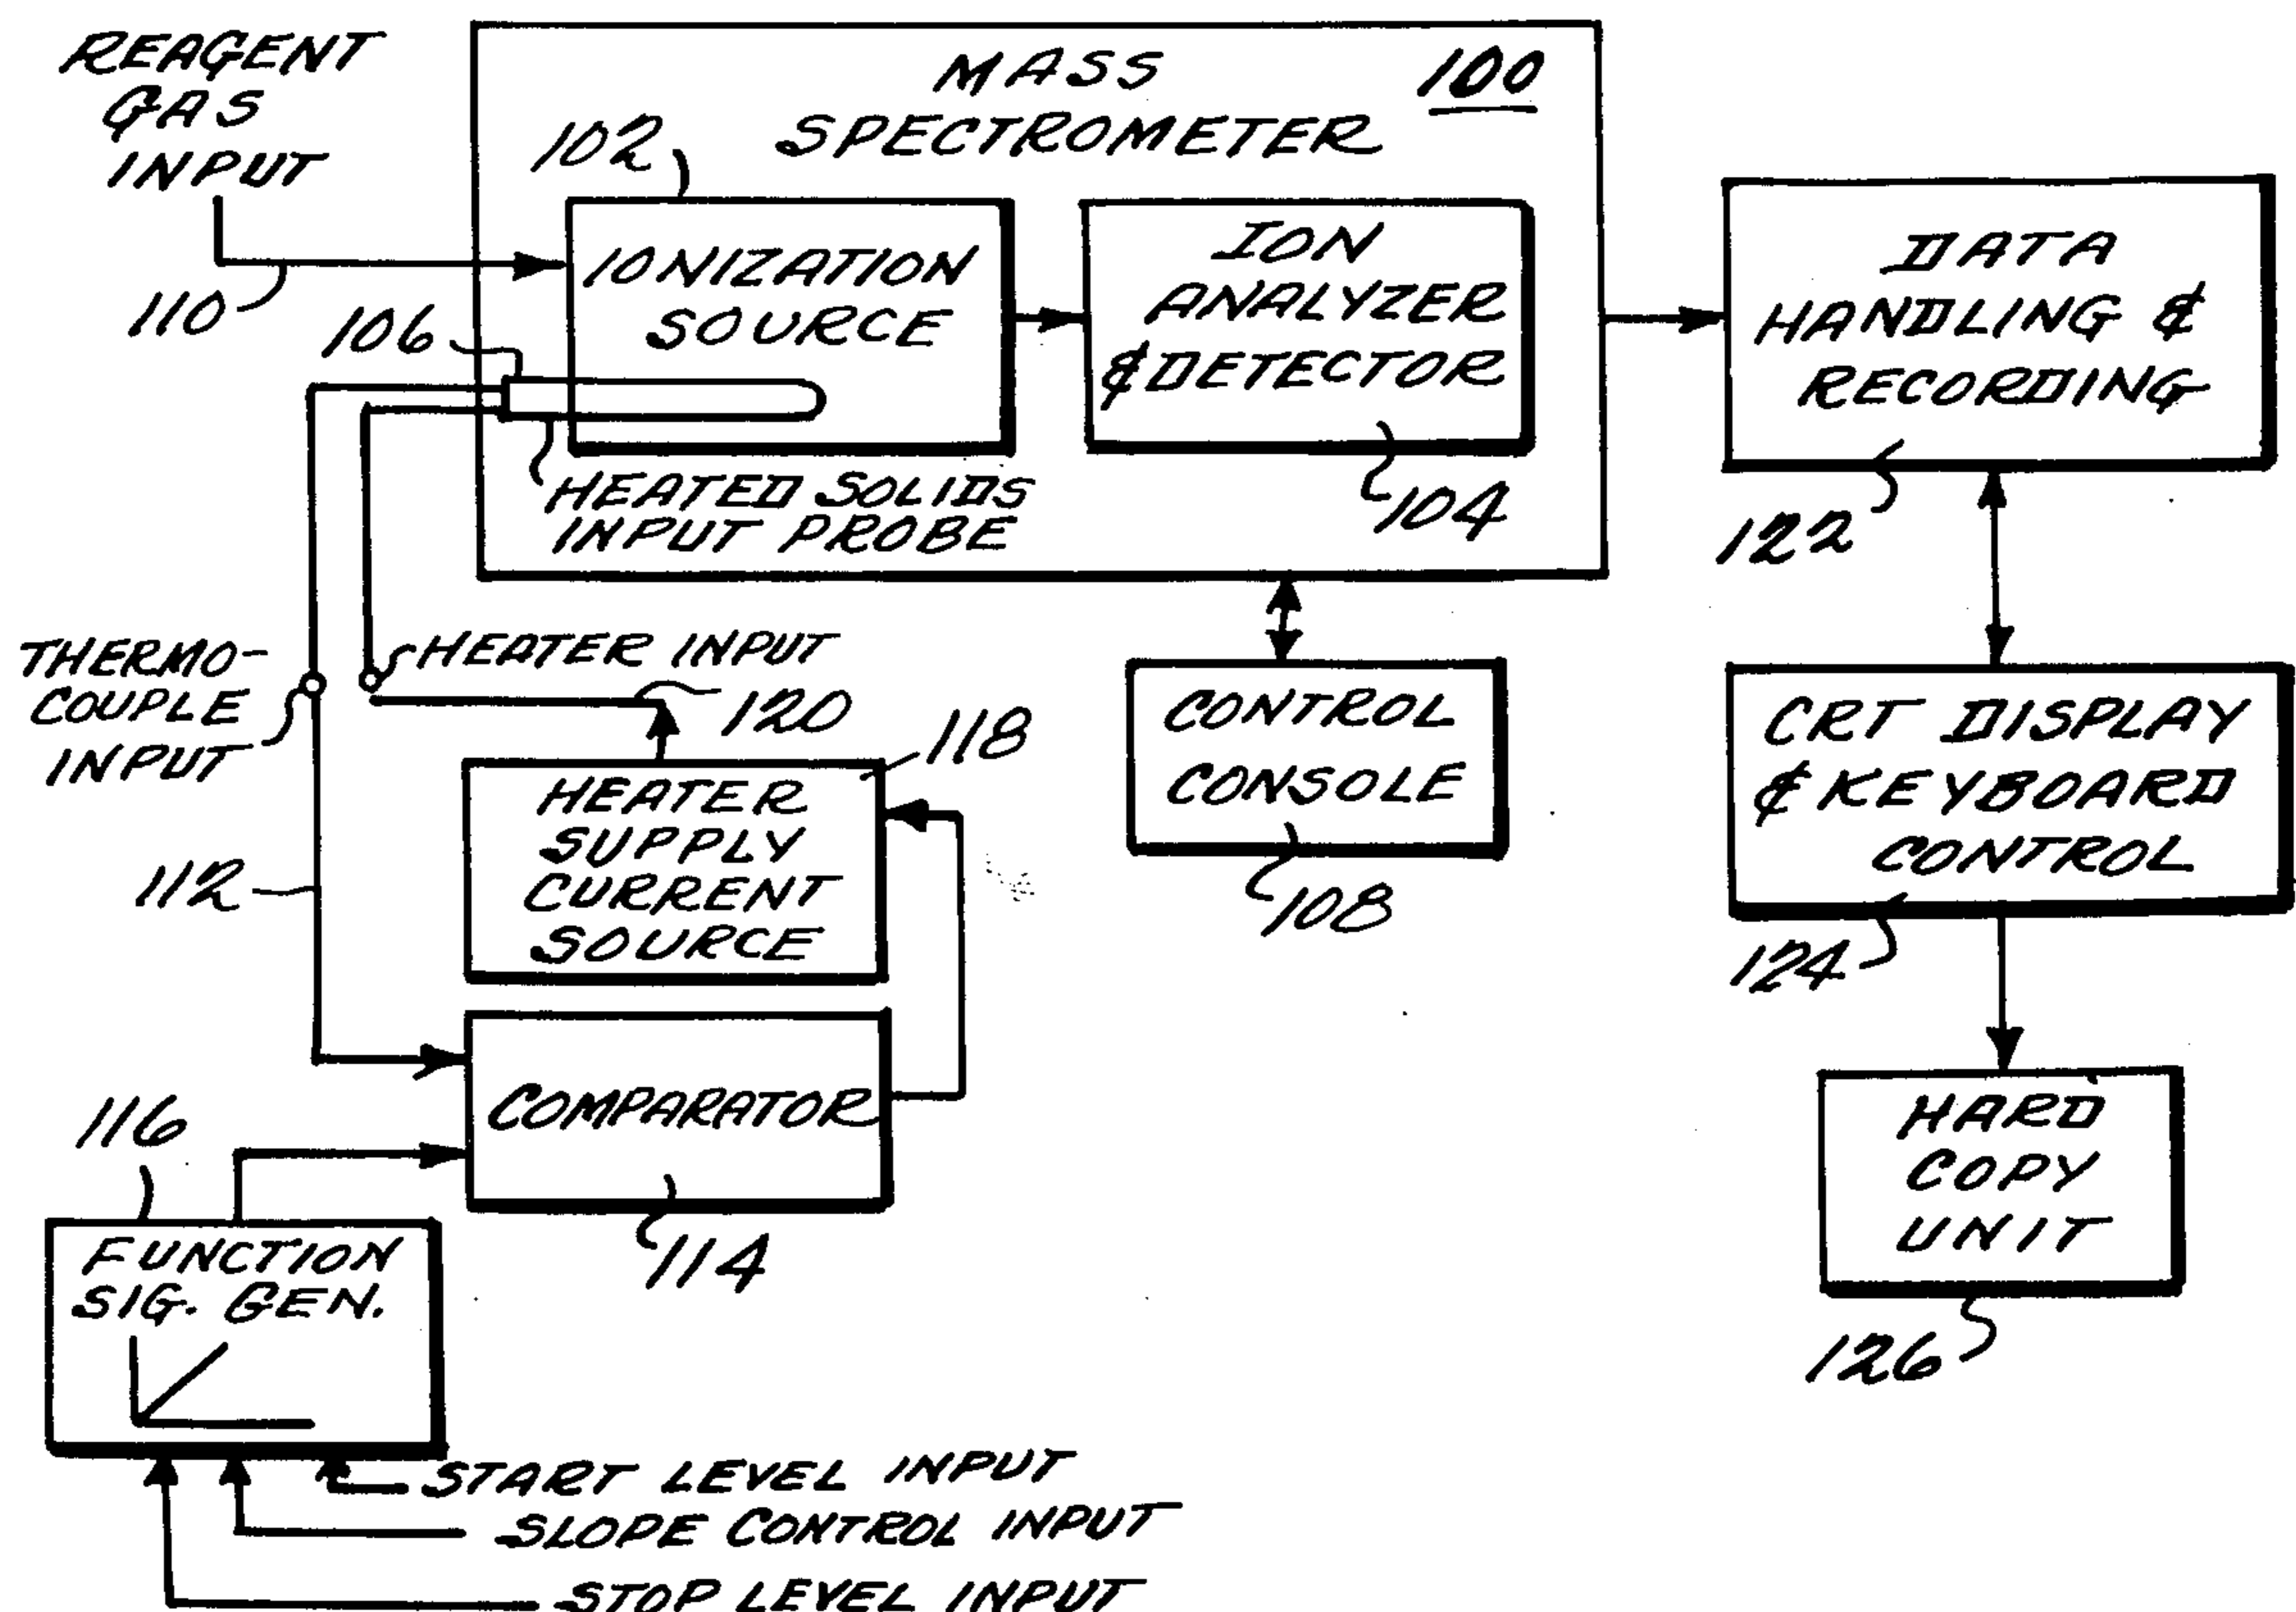 REAGENT
GAS
INPUT
110
MASS
SPECTROMETER
100
102
IONIZATION
SOURCE
ION
ANALYZER
& DETECTOR
104
106
HEATED SOLIDS
INPUT PROBE
DATA
HANDLING &
RECORDING
122
THERMO-
COUPLE
INPUT
HEATER INPUT
120
118
HEATER
SUPPLY
CURRENT
SOURCE
112
CONTROL
CONSOLE
108
CRT DISPLAY
& KEYBOARD
CONTROL
124
COMPARATOR
114
116
FUNCTION
SIG. GEN.
HARD
COPY
UNIT
126
START LEVEL INPUT
SLOPE CONTROL INPUT
STOP LEVEL INPUT